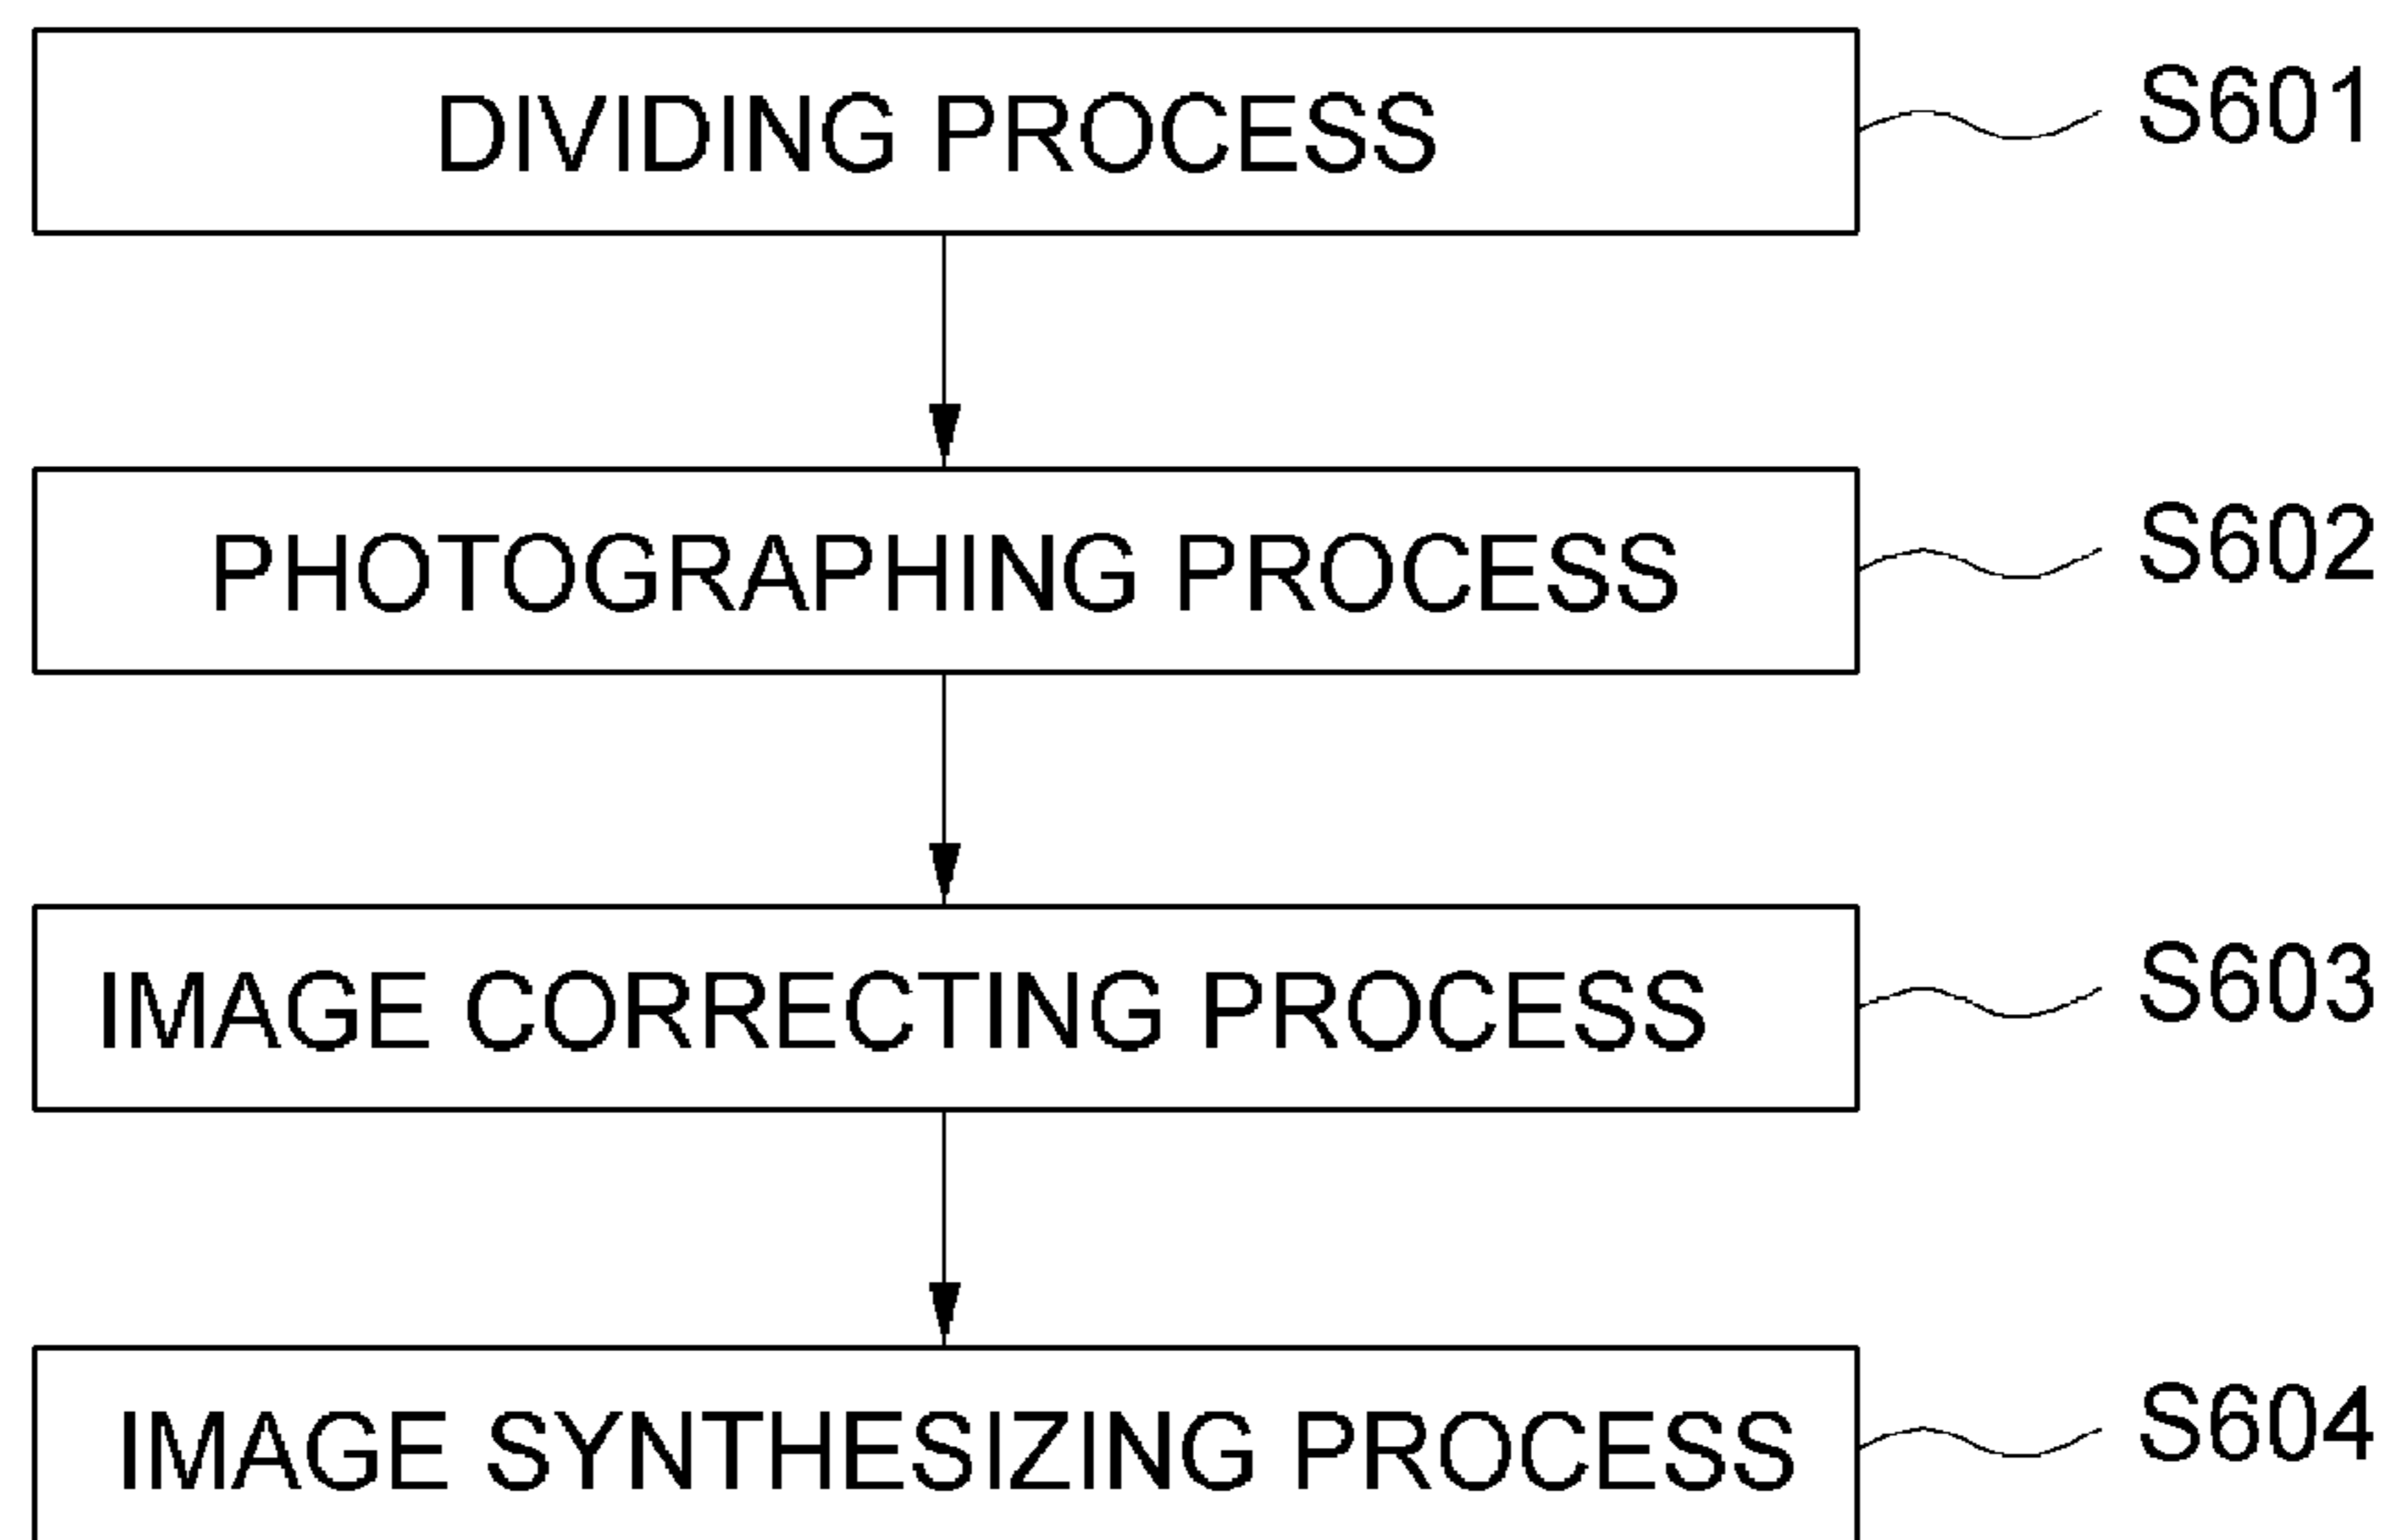 DIVIDING PROCESS S601
PHOTOGRAPHING PROCESS S602
IMAGE CORRECTING PROCESS S603
IMAGE SYNTHESIZING PROCESS S604